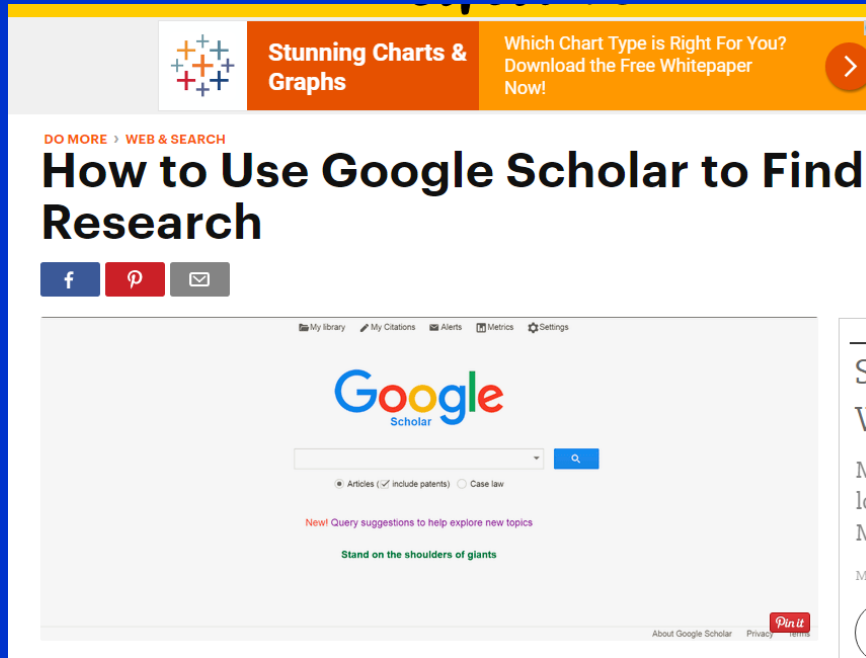 Stunning Charts &
Graphs
Which Chart Type is Right For You?
Download the Free Whitepaper
Now!
DO MORE › WEB & SEARCH
How to Use Google Scholar to Find
Research
My library My Citations Alerts Metrics Settings
Google
Scholar
Articles (include patents) Case law
New! Query suggestions to help explore new topics
Stand on the shoulders of giants
Pin it
About Google Scholar Privacy Terms